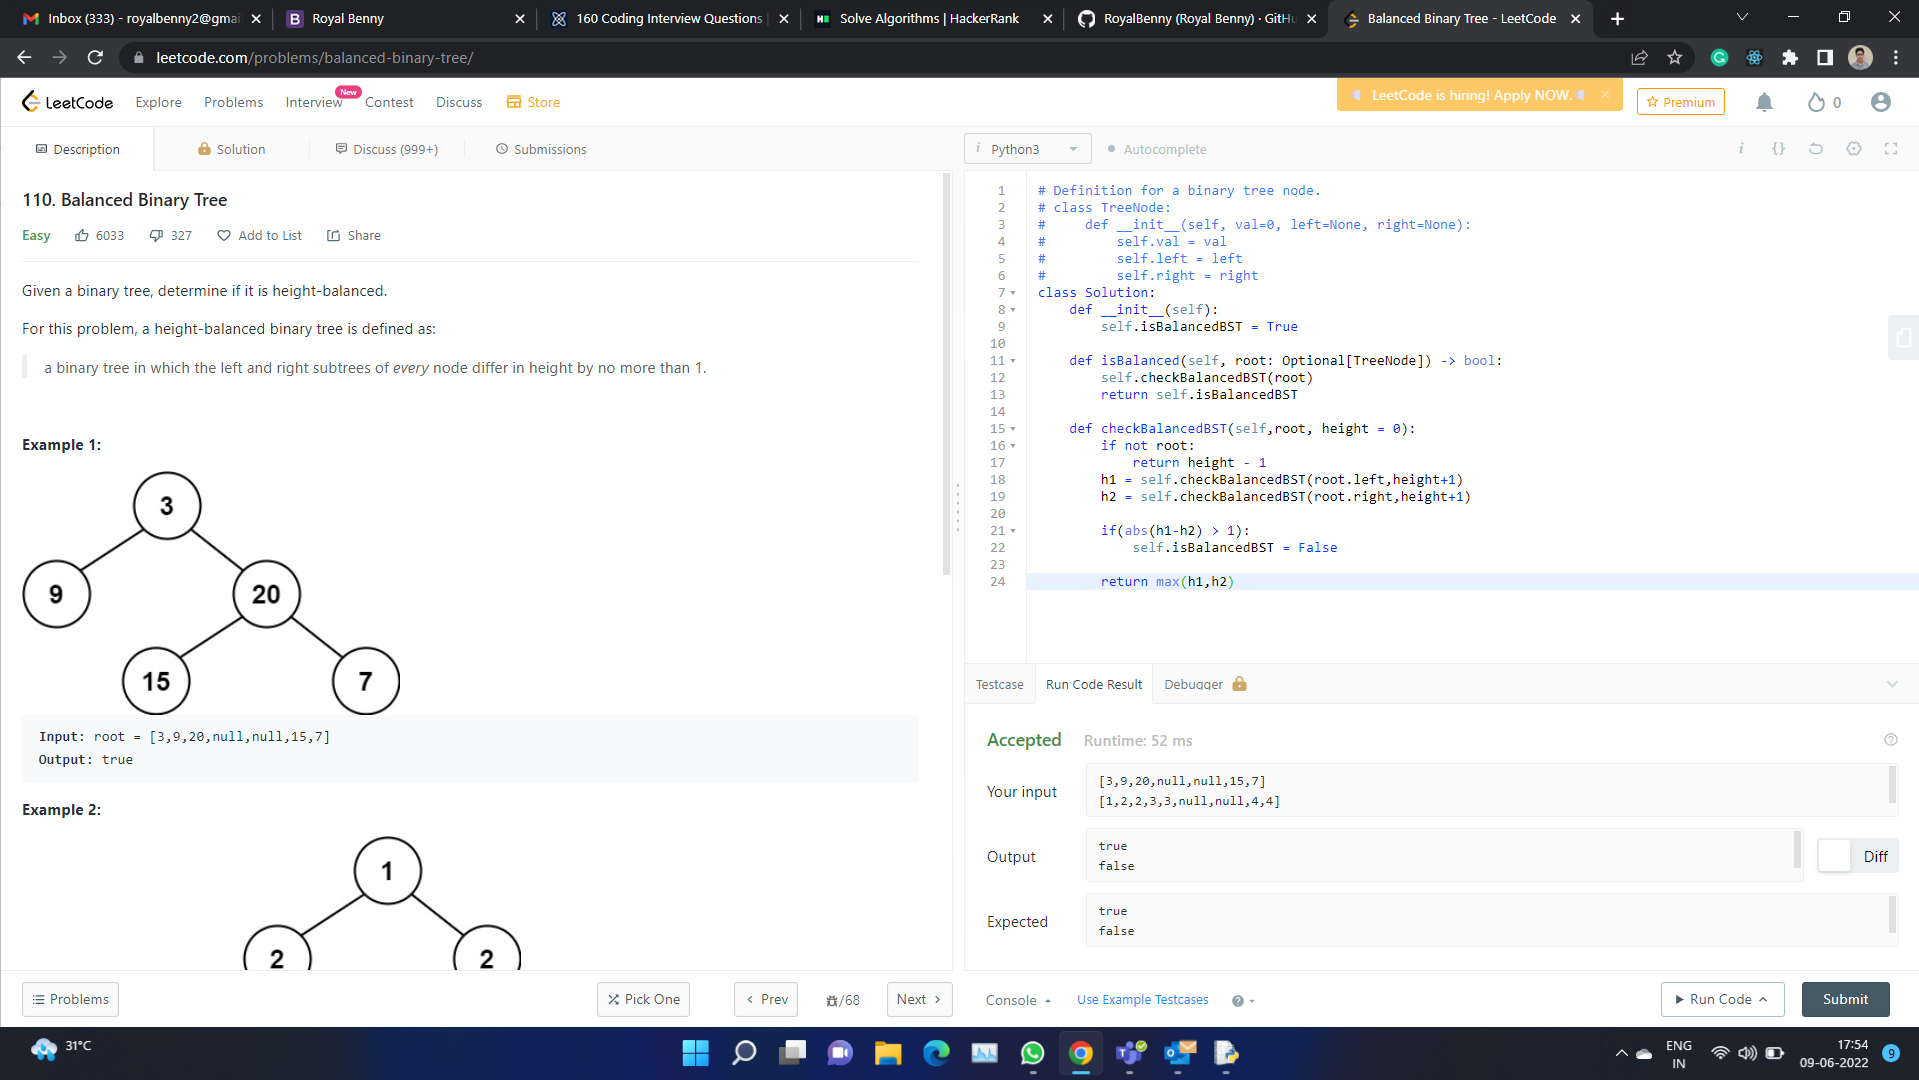 Inbox (333) - royalbenny2@gmai
Royal Benny
160 Coding Interview Questions
Solve Algorithms | HackerRank
RoyalBenny (Royal Benny) · GitHu
Balanced Binary Tree - LeetCode
leetcode.com/problems/balanced-binary-tree/
LeetCode
Explore
Problems
Interview
New
Contest
Discuss
Store
LeetCode is hiring! Apply NOW.
Premium
0
Description
Solution
Discuss (999+)
Submissions
Python3
Autocomplete
110. Balanced Binary Tree
Easy
6033
327
Add to List
Share
Given a binary tree, determine if it is height-balanced.
For this problem, a height-balanced binary tree is defined as:
a binary tree in which the left and right subtrees of every node differ in height by no more than 1.
Example 1:
3
9
20
15
7
Input: root = [3,9,20,null,null,15,7]
Output: true
Example 2:
1
2
2
1 # Definition for a binary tree node.
2 # class TreeNode:
3 #     def __init__(self, val=0, left=None, right=None):
4 #         self.val = val
5 #         self.left = left
6 #         self.right = right
7 class Solution:
8     def __init__(self):
9         self.isBalancedBST = True
10
11     def isBalanced(self, root: Optional[TreeNode]) -> bool:
12         self.checkBalancedBST(root)
13         return self.isBalancedBST
14
15     def checkBalancedBST(self,root, height = 0):
16         if not root:
17             return height - 1
18         h1 = self.checkBalancedBST(root.left,height+1)
19         h2 = self.checkBalancedBST(root.right,height+1)
20
21         if(abs(h1-h2) > 1):
22             self.isBalancedBST = False
23
24         return max(h1,h2)
Testcase
Run Code Result
Debugger
Accepted
Runtime: 52 ms
Your input
[3,9,20,null,null,15,7]
[1,2,2,3,3,null,null,4,4]
Output
true
false
Diff
Expected
true
false
Problems
Pick One
Prev
/68
Next
Console
Use Example Testcases
Run Code
Submit
31°C
ENG
IN
17:54
09-06-2022
9